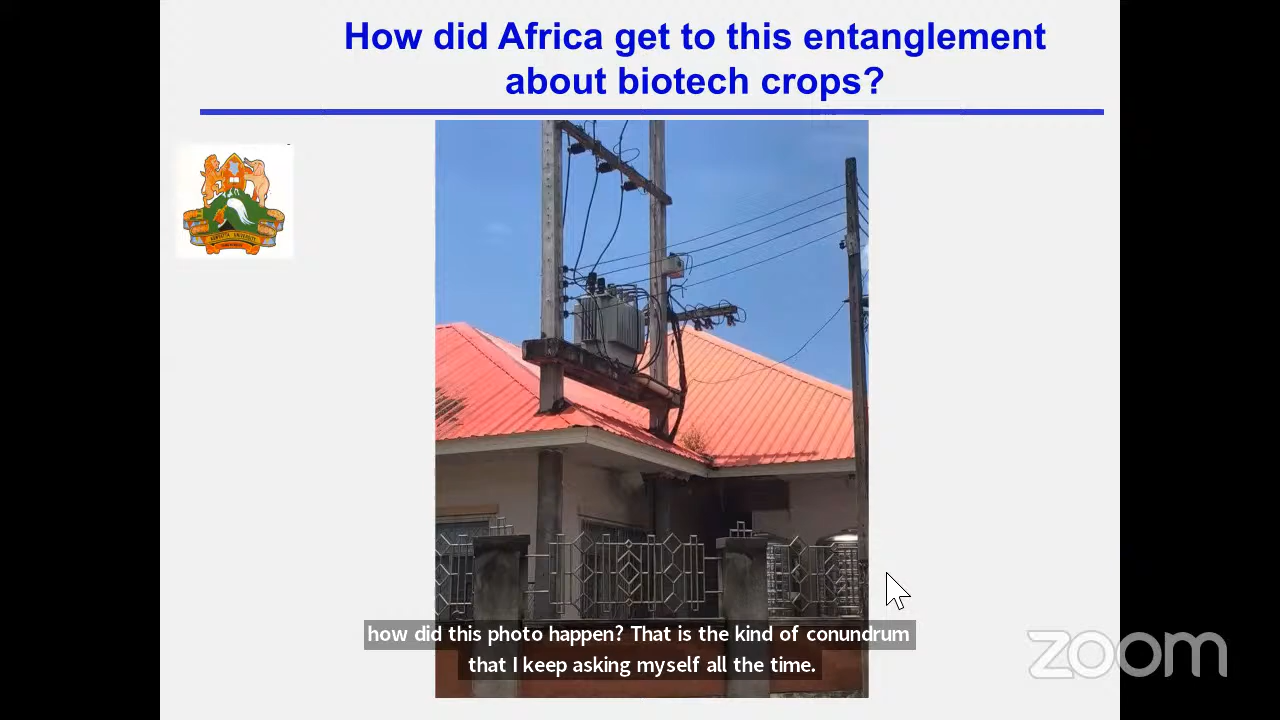 How did Africa get to this entanglement
about biotech crops?
how did this photo happen? That is the kind of conundrum
that I keep asking myself all the time.
zoom